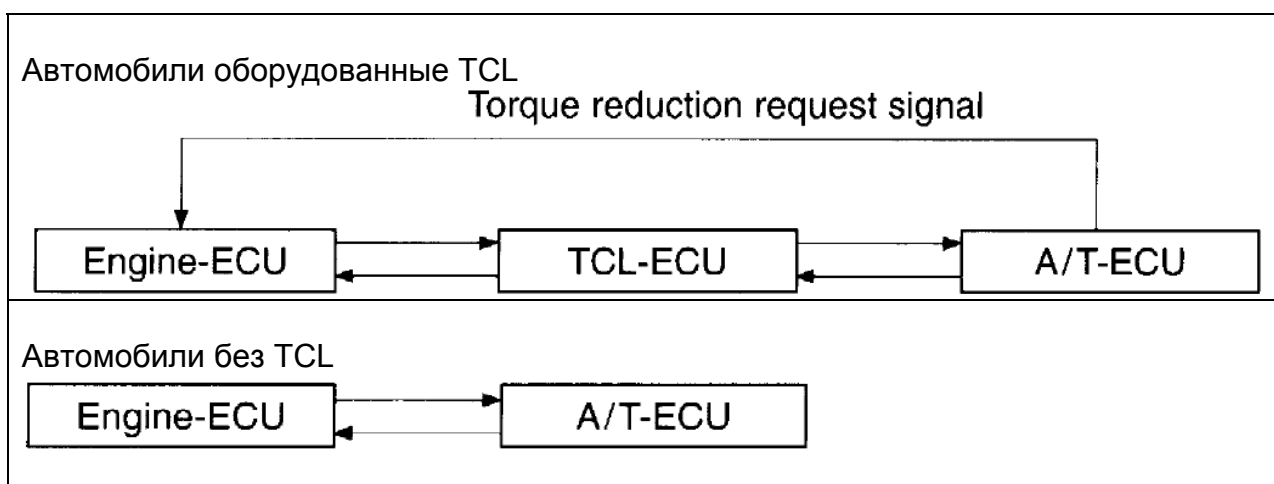 Автомобили оборудованные TCL
Torque reduction request signal
Engine-ECU TCL-ECU A/T-ECU
Автомобили без TCL
Engine-ECU A/T-ECU